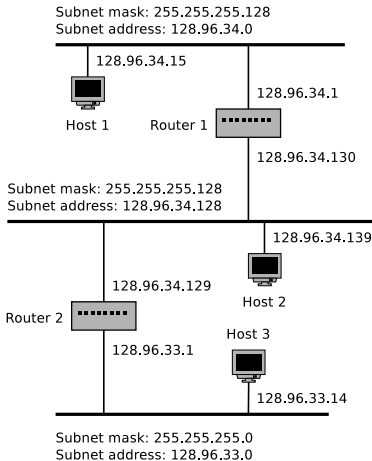 Subnet mask: 255.255.255.128
Subnet address: 128.96.34.0
128.96.34.15
128.96.34.1
Host 1
Router 1
128.96.34.130
Subnet mask: 255.255.255.128
Subnet address: 128.96.34.128
128.96.34.139
128.96.34.129
Host 2
Router 2
Host 3
128.96.33.1
128.96.33.14
Subnet mask: 255.255.255.0
Subnet address: 128.96.33.0